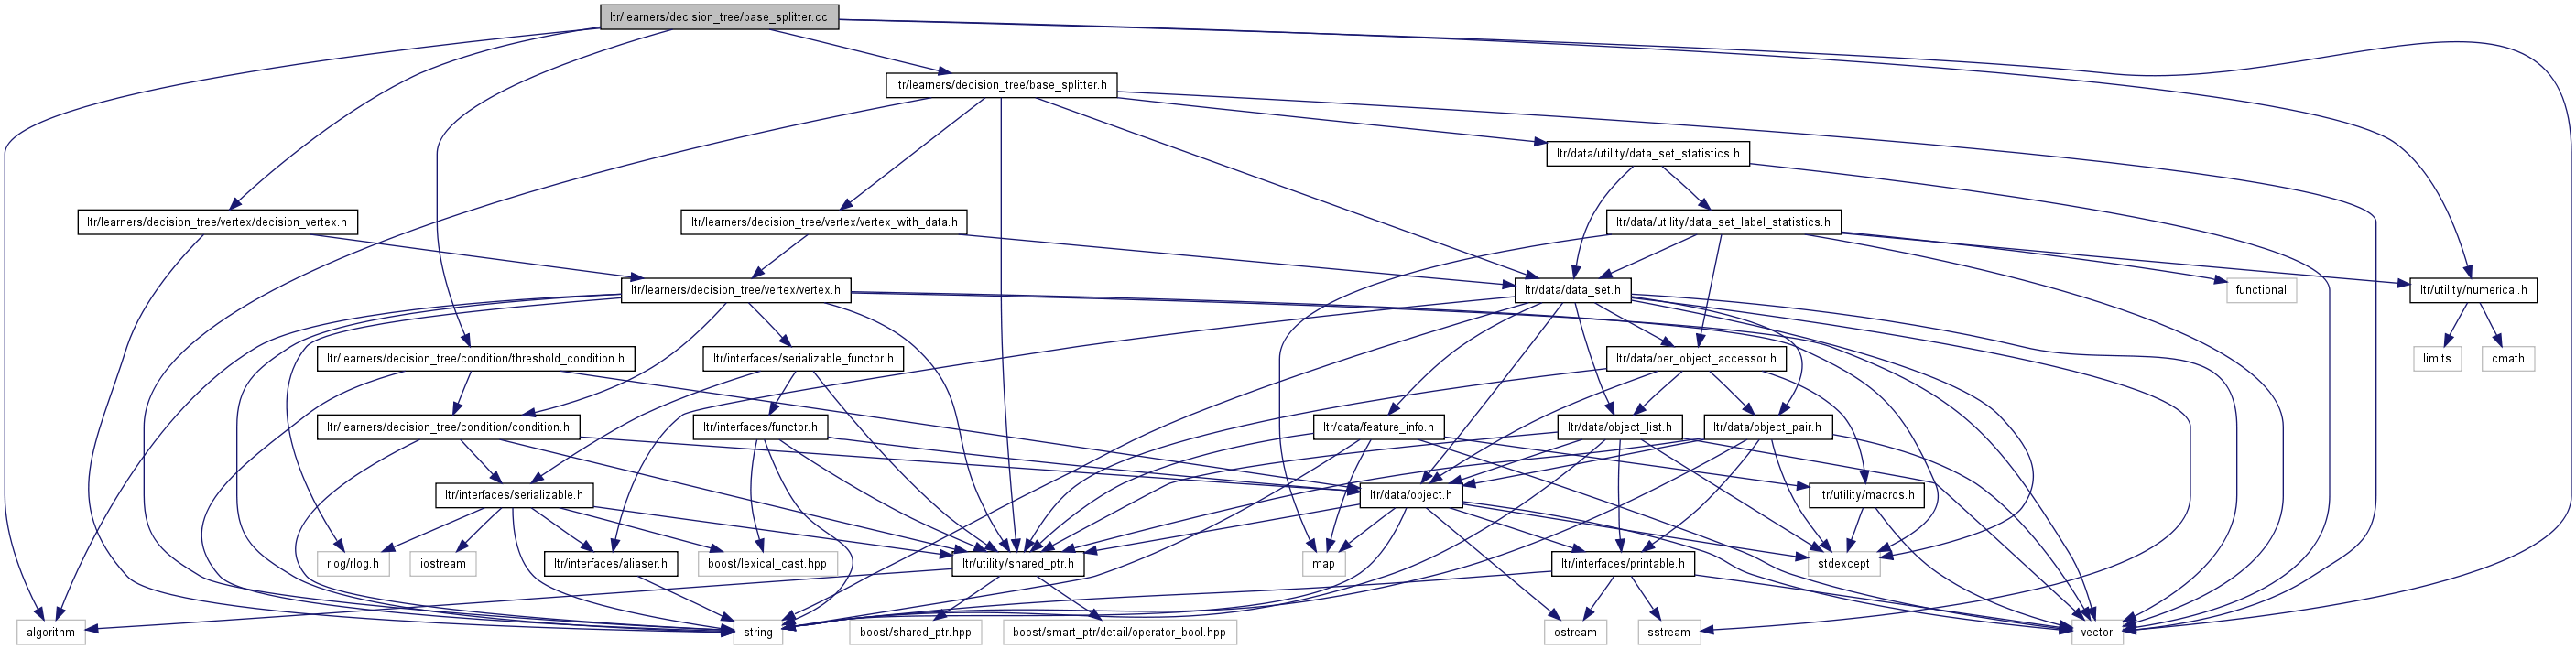 ltr/learners/decision_tree/base_splitter.cc
ltr/learners/decision_tree/base_splitter.h
ltr/data/utility/data_set_statistics.h
ltr/learners/decision_tree/vertex/decision_vertex.h
ltr/learners/decision_tree/vertex/vertex_with_data.h
ltr/data/utility/data_set_label_statistics.h
ltr/learners/decision_tree/vertex/vertex.h
ltr/data/data_set.h
functional
ltr/utility/numerical.h
ltr/learners/decision_tree/condition/threshold_condition.h
ltr/interfaces/serializable_functor.h
ltr/data/per_object_accessor.h
limits
cmath
ltr/learners/decision_tree/condition/condition.h
ltr/interfaces/functor.h
ltr/data/feature_info.h
ltr/data/object_list.h
ltr/data/object_pair.h
ltr/interfaces/serializable.h
ltr/data/object.h
ltr/utility/macros.h
rlog/rlog.h
iostream
ltr/interfaces/aliaser.h
boost/lexical_cast.hpp
ltr/utility/shared_ptr.h
map
ltr/interfaces/printable.h
stdexcept
algorithm
string
boost/shared_ptr.hpp
boost/smart_ptr/detail/operator_bool.hpp
ostream
sstream
vector